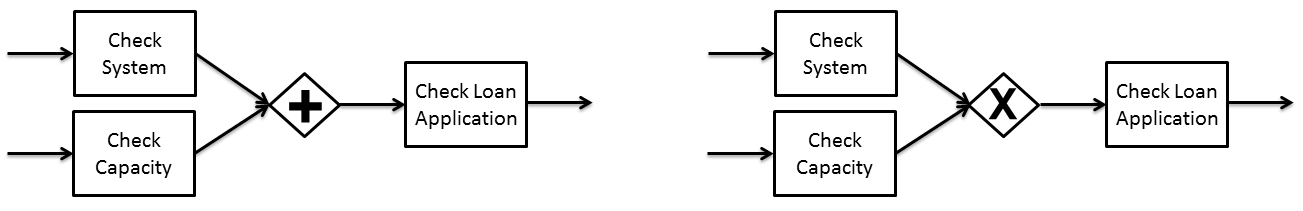 Check
System
Check
Capacity
Check Loan
Application
Check
System
Check
Capacity
X
Check Loan
Application